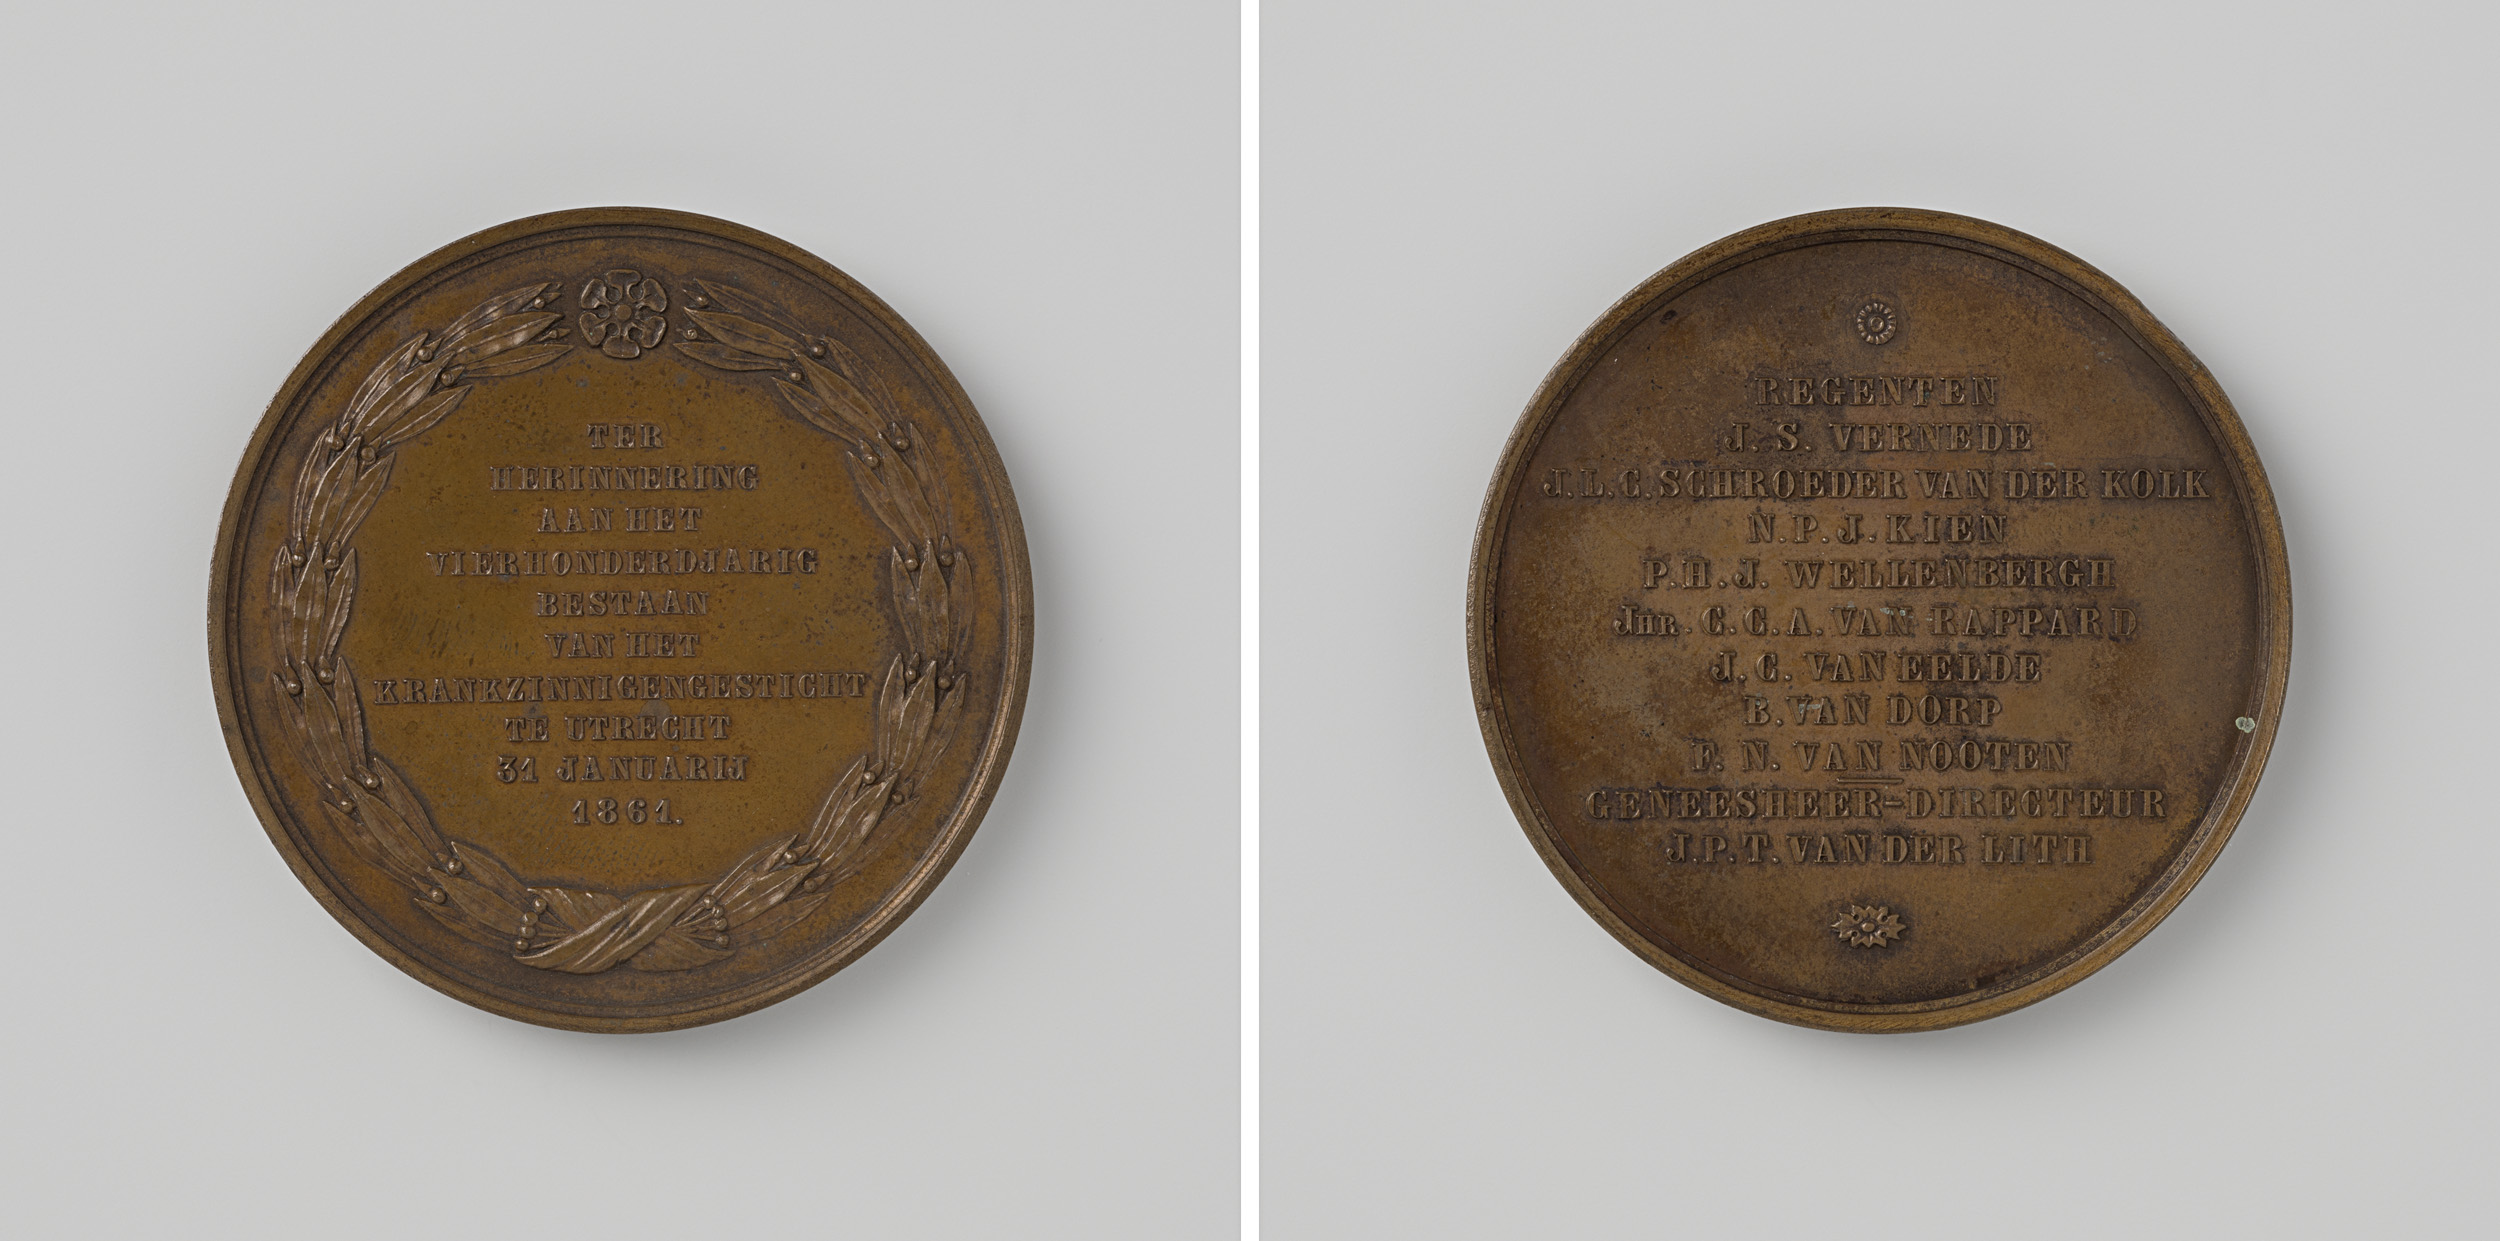 TER
HERINNERING
AAN HET
VIERHONDERDJARIG
BESTAAN
VAN HET
KRANKZINNIGENGESTICHT
TE UTRECHT
31 JANUARIJ
1861.
REGENTEN
J. S. VERNEDE
J. L. C. SCHROEDER VAN DER KOLK
N. P. J. KIEN
P. H. J. WELLENBERGH
JHR. C. C. A. VAN RAPPARD
J. C. VAN EELDE
B. VAN DORP
F. N. VAN NOOTEN
GENEESHEER-DIRECTEUR
J. P. T. VAN DER LITH